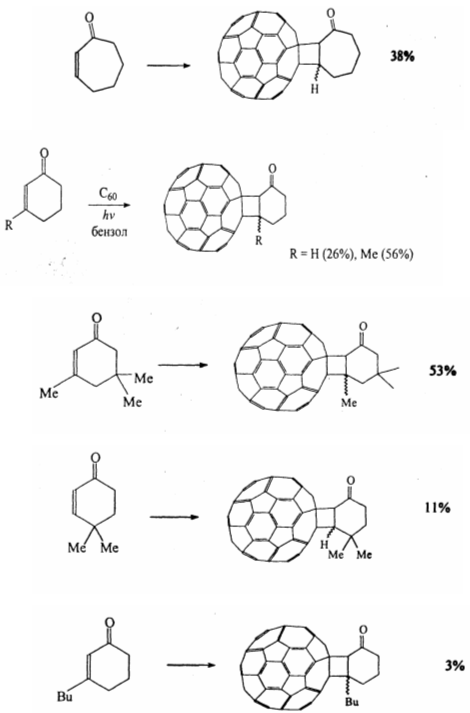 O
O
H
38%
O
R
C60
hν
бензол
O
R
R = H (26%), Me (56%)
O
Me
Me
Me
O
Me
53%
O
Me Me
O
H
Me Me
11%
O
Bu
O
Bu
3%